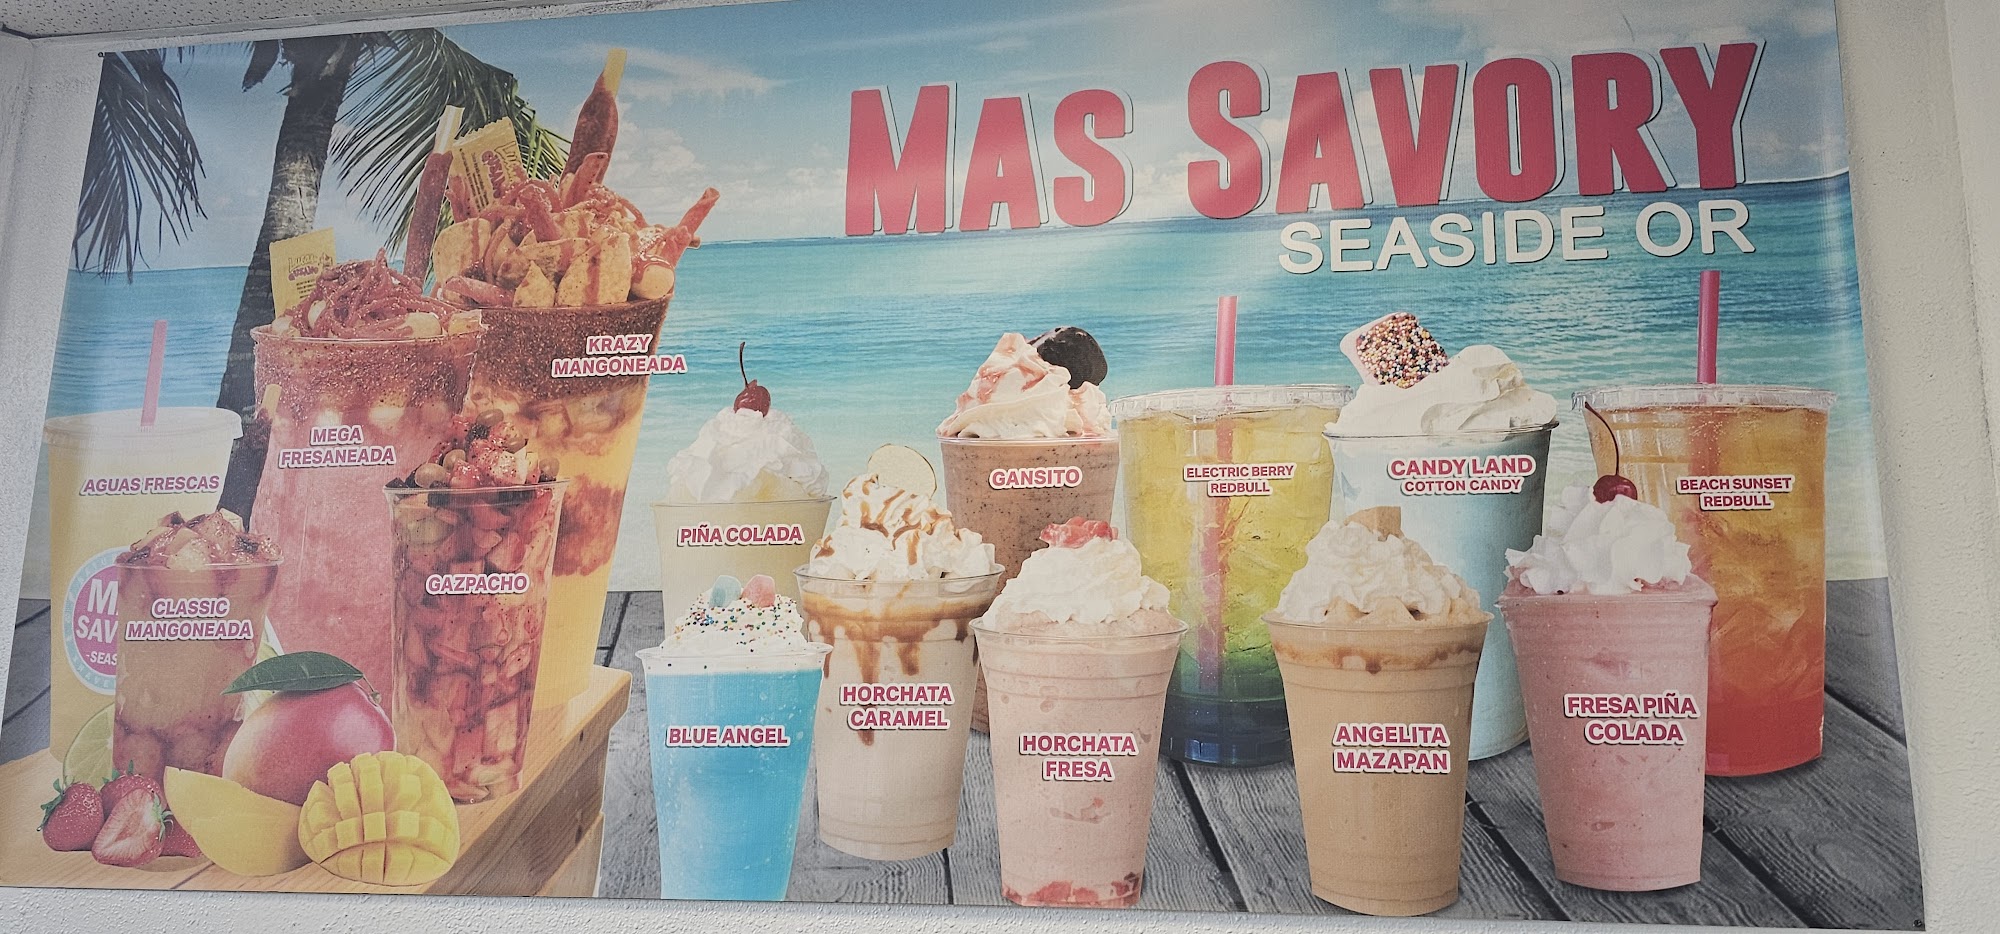 MAS SAVORY
SEASIDE OR
KRAZY
MANGONEADA
MEGA
FRESANEADA
AGUAS FRESCAS
CLASSIC
MANGONEADA
GAZPACHO
PIÑA COLADA
GANSITO
ELECTRIC BERRY
REDBULL
CANDY LAND
COTTON CANDY
BEACH SUNSET
REDBULL
BLUE ANGEL
HORCHATA
CARAMEL
HORCHATA
FRESA
ANGELITA
MAZAPAN
FRESA PIÑA
COLADA